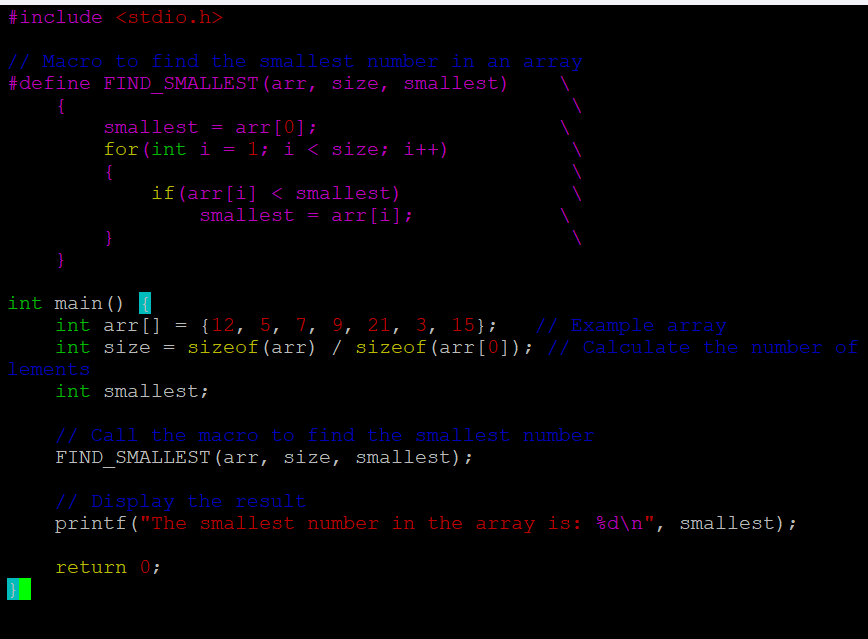 #include <stdio.h>
// Macro to find the smallest number in an array
#define FIND_SMALLEST(arr, size, smallest)    \
    {                                           \
        smallest = arr[0];                     \
        for(int i = 1; i < size; i++)           \
        {                                       \
            if(arr[i] < smallest)               \
                smallest = arr[i];             \
        }                                       \
    }
int main() {
    int arr[] = {12, 5, 7, 9, 21, 3, 15};   // Example array
    int size = sizeof(arr) / sizeof(arr[0]); // Calculate the number of
lements
    int smallest;
    // Call the macro to find the smallest number
    FIND_SMALLEST(arr, size, smallest);
    // Display the result
    printf("The smallest number in the array is: %d\n", smallest);
    return 0;
}